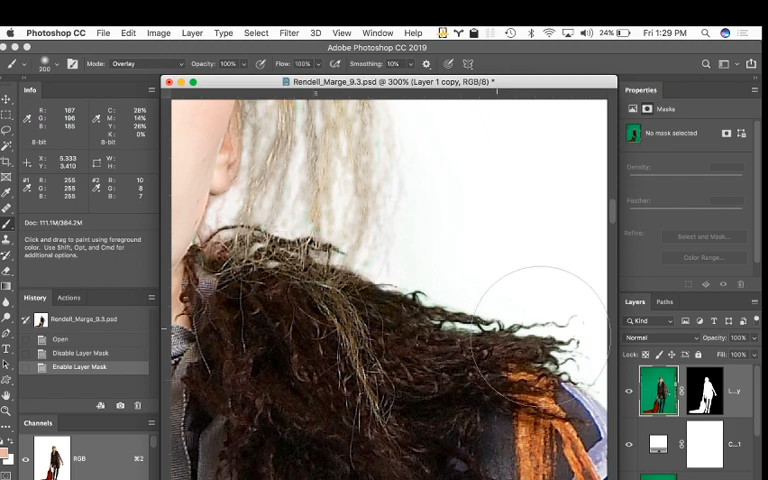 Photoshop CC File Edit Image Layer Type Select Filter 3D View Window Help 24% Fri 1:29 PM
Adobe Photoshop CC 2019
200 Mode: Overlay Opacity: 100% Flow: 100% Smoothing: 10%
Rendell_Marge_9.3.psd @ 300% (Layer 1 copy, RGB/8) *
Info
R: 187 C: 28%
G: 196 M: 14%
B: 185 Y: 26%
K: 0%
8-bit 8-bit
X: 5.333 W:
Y: 3.410 H:
#1 R: 255 #2 R: 10
G: 255 G: 8
B: 255 B: 7
Doc: 111.1M/384.2M
Click and drag to paint using foreground
color. Use Shift, Opt, and Cmd for
additional options.
History Actions
Rendell_Marge_9.3.psd
Open
Disable Layer Mask
Enable Layer Mask
Channels
RGB ⌘2
Properties
Masks
No mask selected
Density:
Feather:
Refine: Select and Mask...
Color Range...
Layers Paths
Kind
Normal Opacity: 100%
Lock: Fill: 100%
L...y
C...1